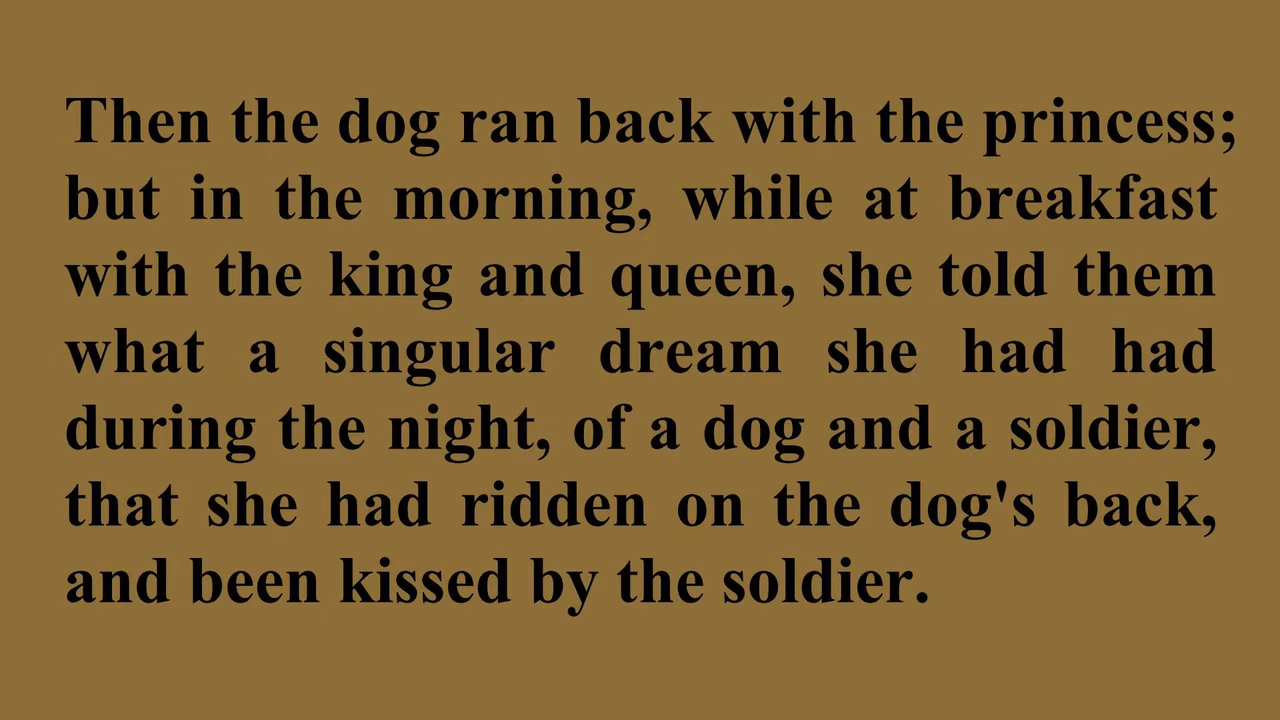 Then the dog ran back with the princess;
but in the morning, while at breakfast
with the king and queen, she told them
what a singular dream she had had
during the night, of a dog and a soldier,
that she had ridden on the dog's back,
and been kissed by the soldier.